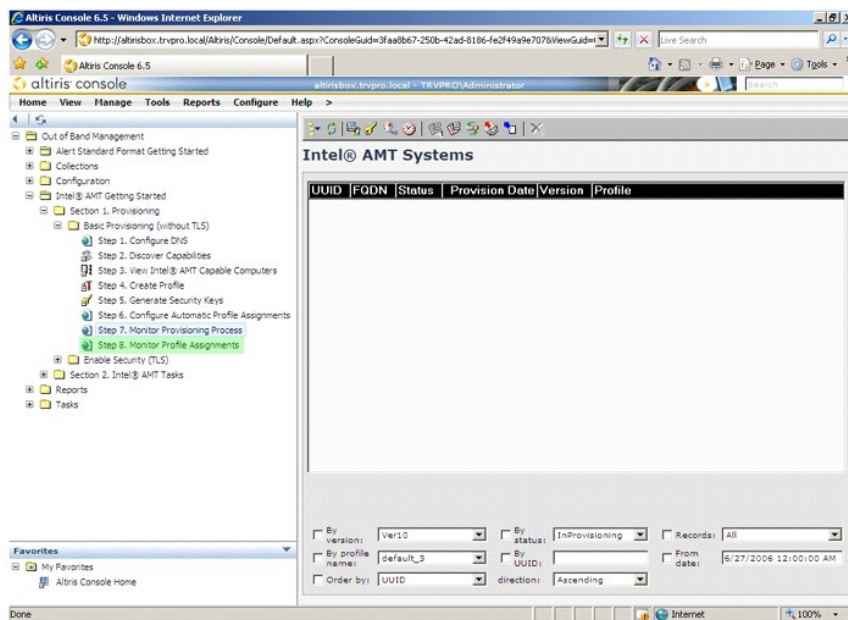 Altiris Console 6.5 - Windows Internet Explorer
http://altirisbox.trvpro.local/Altiris/Console/Default.aspx?ConsoleGuid=3faa8b67-250b-42ad-8186-fe2f49a9e707&ViewGuid=
Live Search
Altiris Console 6.5
Page
Tools
altiris console
altirisbox.trvpro.local - TRVPRO\Administrator
Search
Home View Manage Tools Reports Configure Help >
Out of Band Management
Alert Standard Format Getting Started
Collections
Configuration
Intel® AMT Getting Started
Section 1. Provisioning
Basic Provisioning (without TLS)
Step 1. Configure DNS
Step 2. Discover Capabilities
Step 3. View Intel® AMT Capable Computers
Step 4. Create Profile
Step 5. Generate Security Keys
Step 6. Configure Automatic Profile Assignments
Step 7. Monitor Provisioning Process
Step 8. Monitor Profile Assignments
Enable Security (TLS)
Section 2. Intel® AMT Tasks
Reports
Tasks
Intel® AMT Systems
UUID FQDN Status Provision Date Version Profile
By version: Ver10 By status: InProvisioning Records: All
By profile name: default_3 By UUID: From date: 6/27/2006 12:00:00 AM
Order by: UUID direction: Ascending
Favorites
My Favorites
Altiris Console Home
Done
Internet
100%